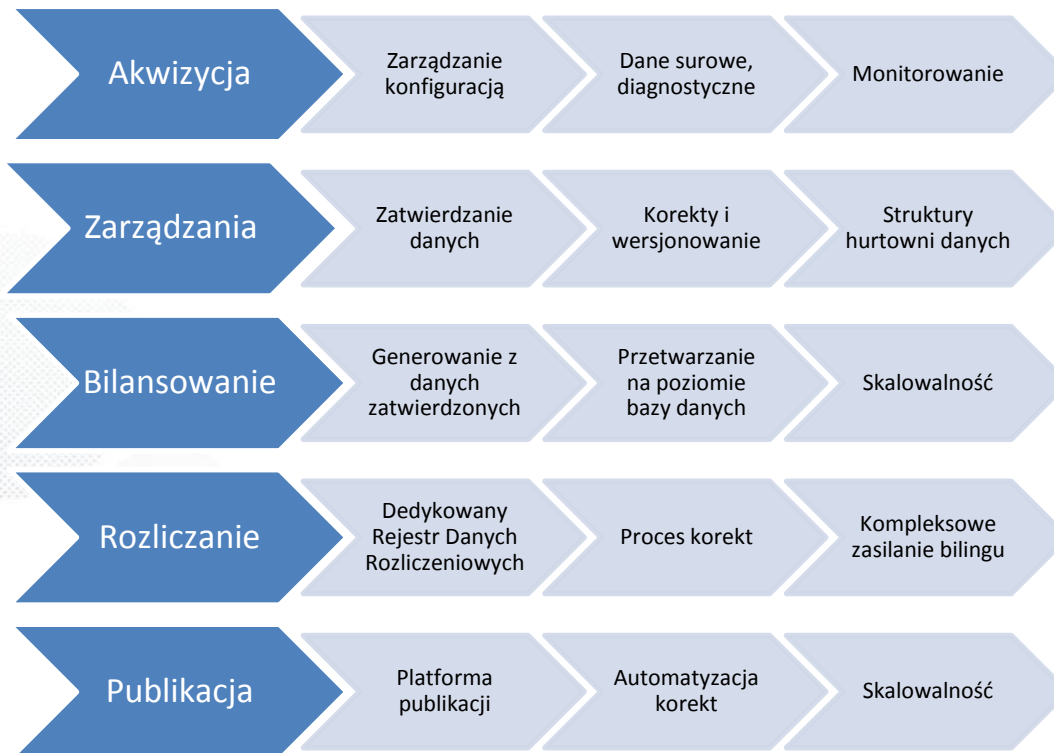 Akwizycja
Zarządzanie
konfiguracją
Dane surowe,
diagnostyczne
Monitorowanie
Zarządzania
Zatwierdzanie
danych
Korekty i
wersjonowanie
Struktury
hurtowni danych
Bilansowanie
Generowanie z
danych
zatwierdzonych
Przetwarzanie
na poziomie
bazy danych
Skalowalność
Rozliczanie
Dedykowany
Rejestr Danych
Rozliczeniowych
Proces korekt
Kompleksowe
zasilanie bilingu
Publikacja
Platforma
publikacji
Automatyzacja
korekt
Skalowalność